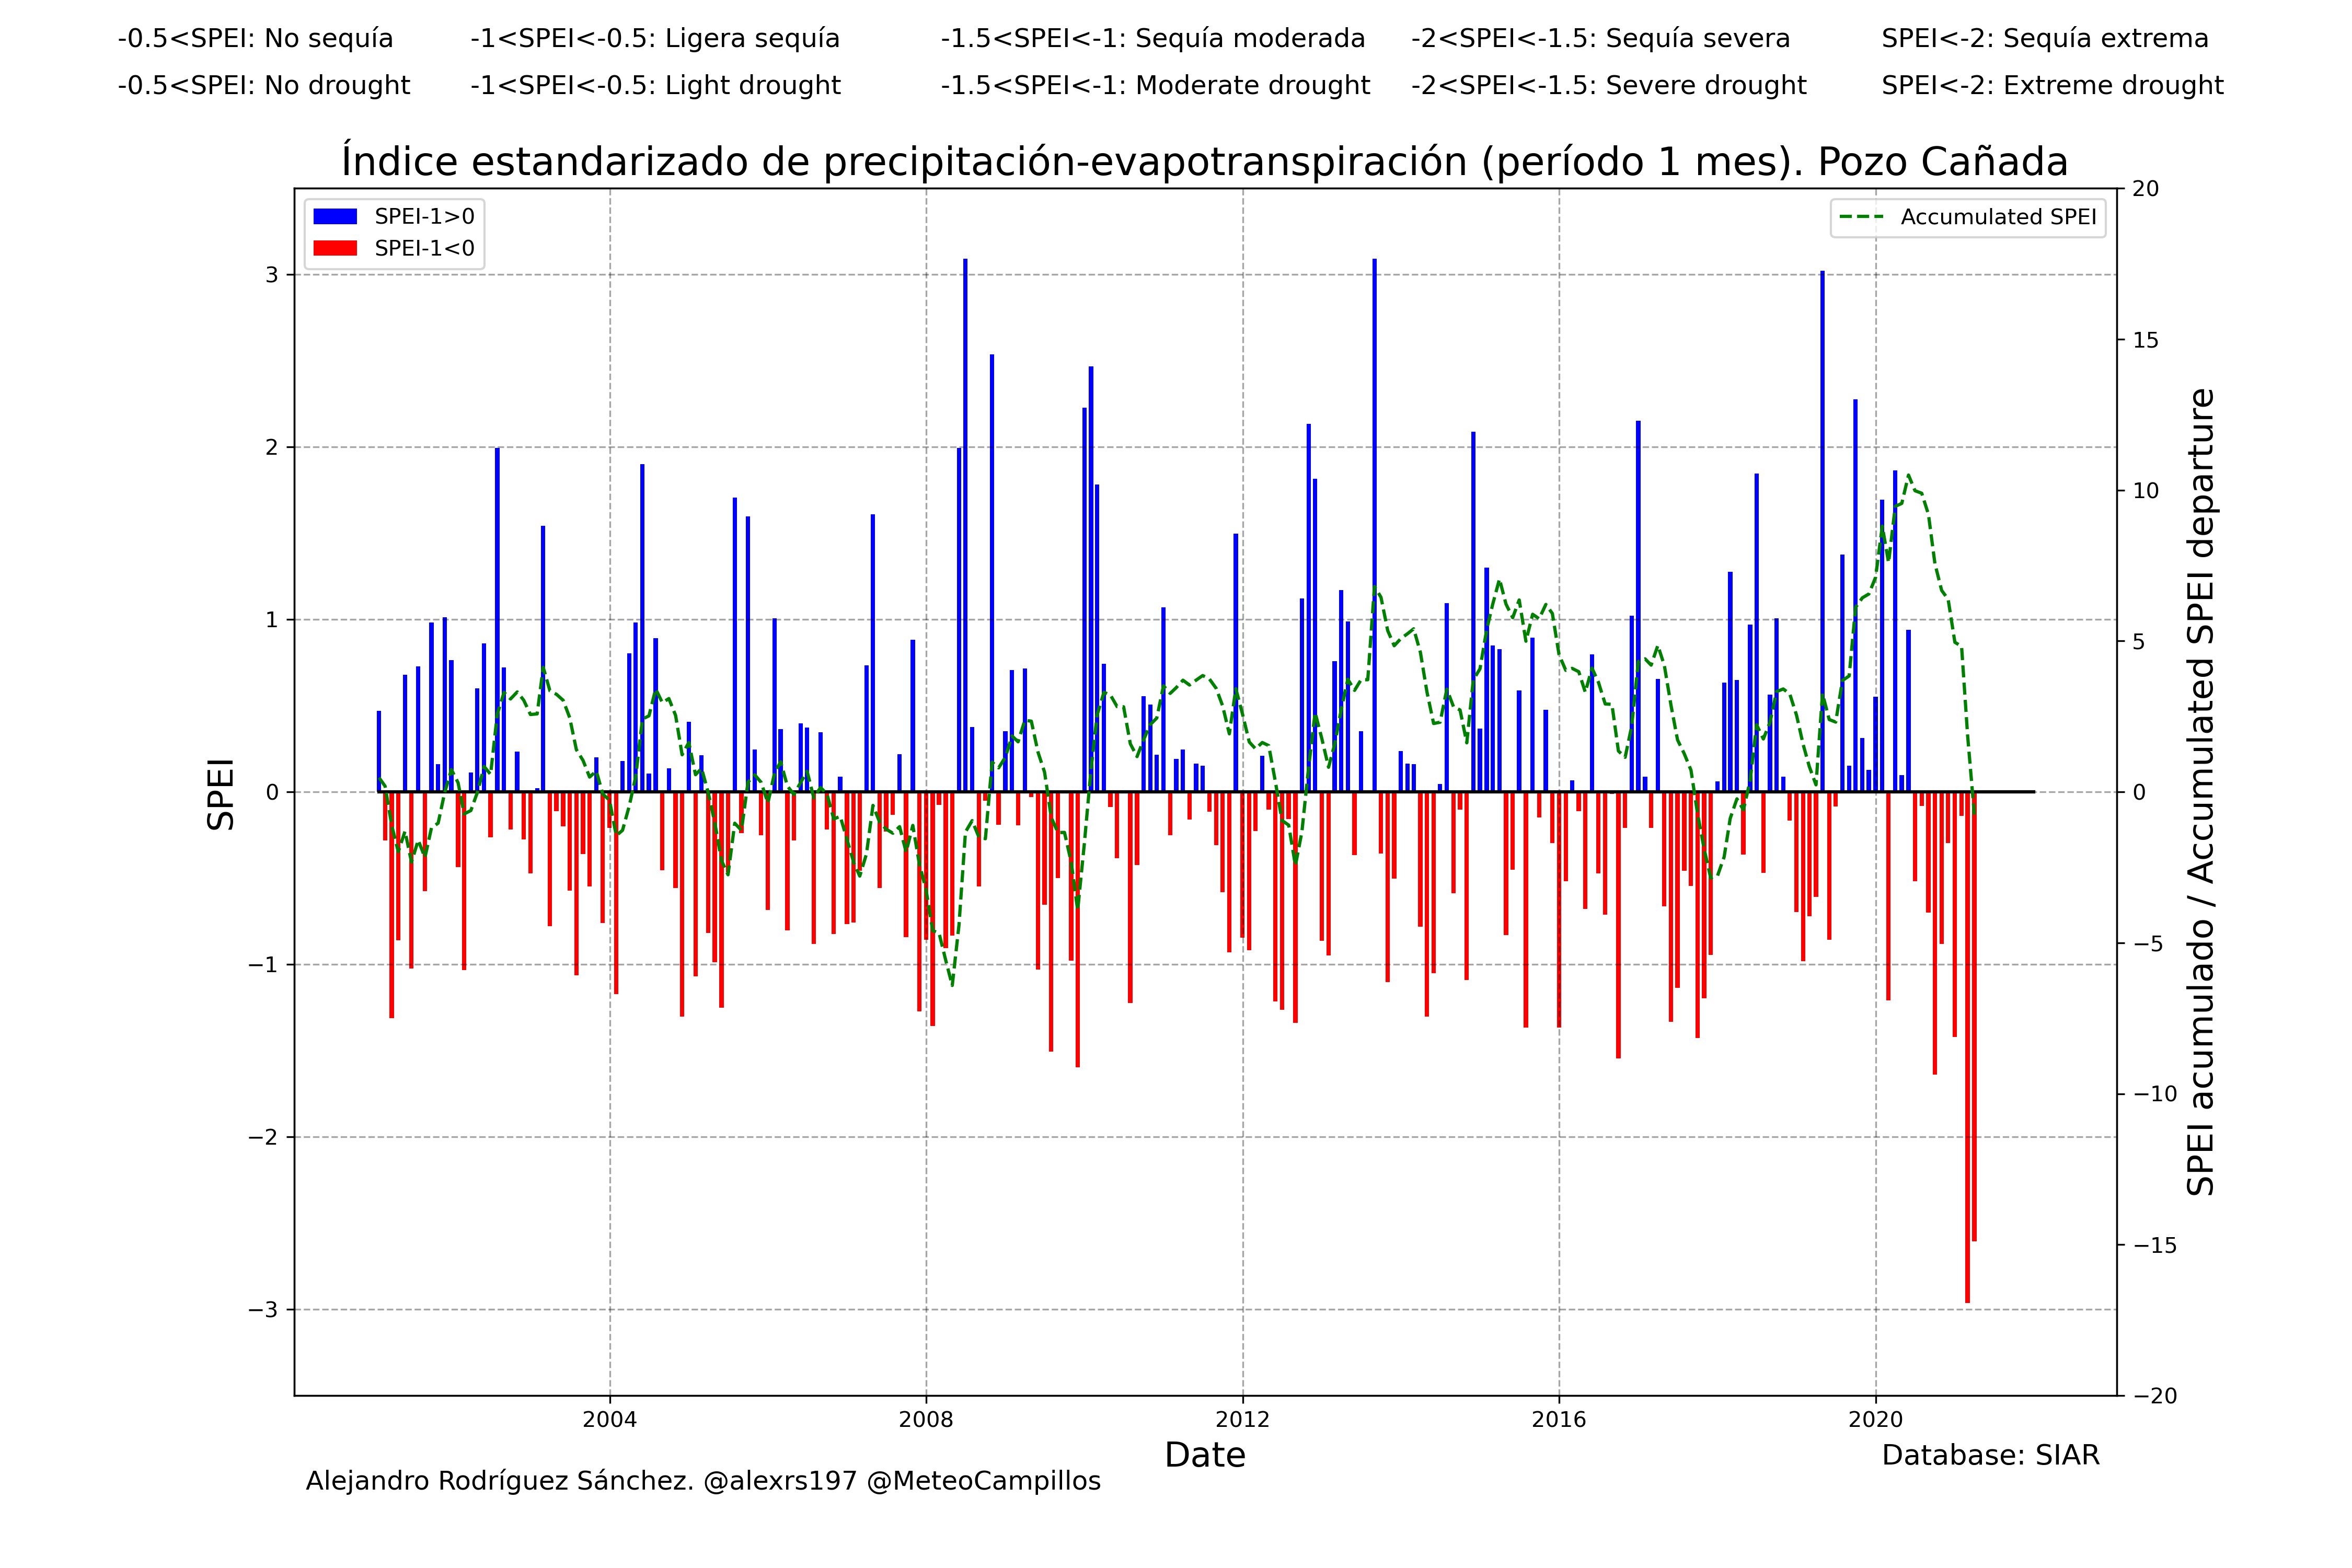 -0.5<SPEI: No sequía -1<SPEI<-0.5: Ligera sequía -1.5<SPEI<-1: Sequía moderada -2<SPEI<-1.5: Sequía severa SPEI<-2: Sequía extrema
-0.5<SPEI: No drought -1<SPEI<-0.5: Light drought -1.5<SPEI<-1: Moderate drought -2<SPEI<-1.5: Severe drought SPEI<-2: Extreme drought
Índice estandarizado de precipitación-evapotranspiración (período 1 mes). Pozo Cañada
SPEI-1>0
SPEI-1<0
Accumulated SPEI
SPEI
3
2
1
0
−1
−2
−3
20
15
10
5
0
−5
−10
−15
−20
SPEI acumulado / Accumulated SPEI departure
2004 2008 2012 2016 2020
Date
Database: SIAR
Alejandro Rodríguez Sánchez. @alexrs197 @MeteoCampillos